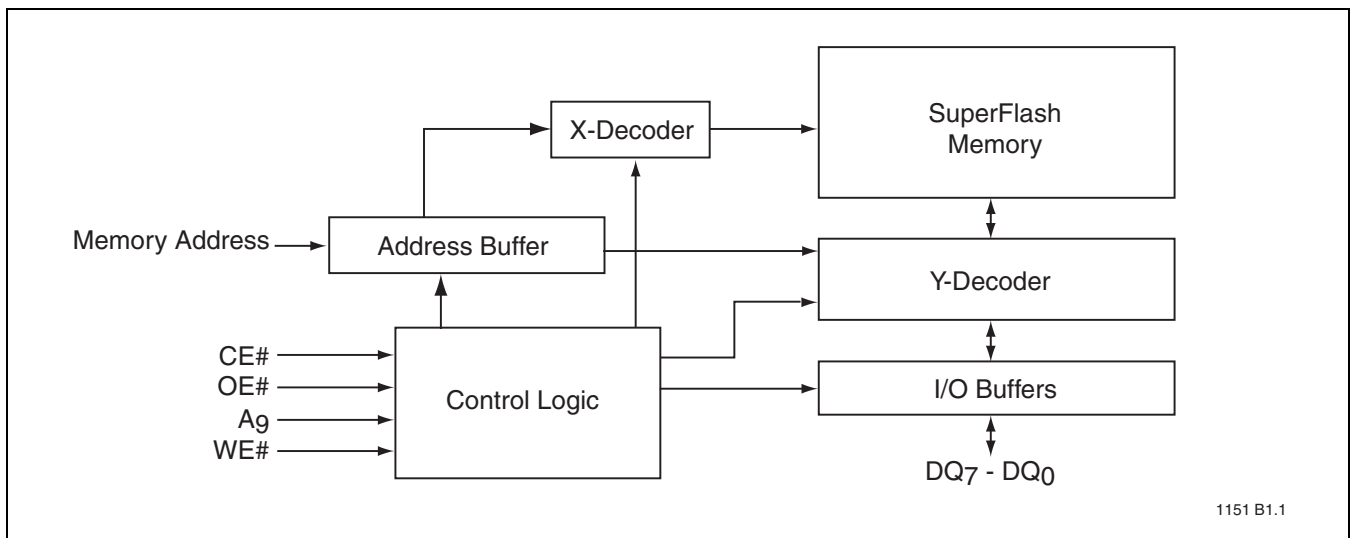 SuperFlash
Memory
X-Decoder
Memory Address
Address Buffer
Y-Decoder
CE#
OE#
A9
WE#
Control Logic
I/O Buffers
DQ7 - DQ0
1151 B1.1